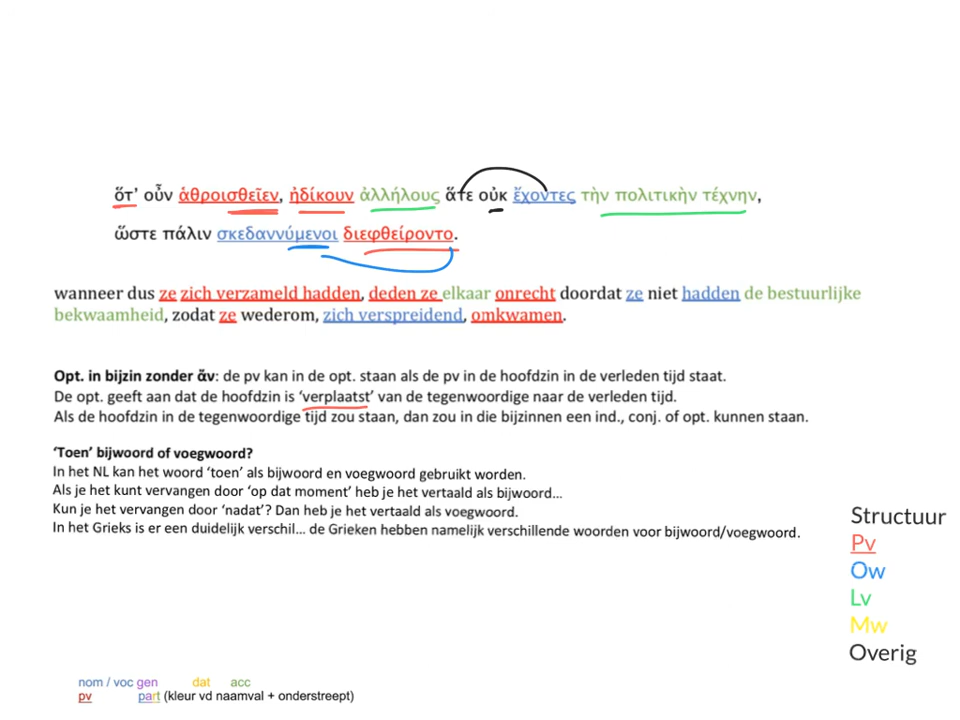 ὅτ' οὖν ἁθροισθεῖεν, ἠδίκουν ἀλλήλους ἅτε οὐκ ἔχοντες τὴν πολιτικὴν τέχνην,
ὥστε πάλιν σκεδαννύμενοι διεφθείροντο.
wanneer dus ze zich verzameld hadden, deden ze elkaar onrecht doordat ze niet hadden de bestuurlijke
bekwaamheid, zodat ze wederom, zich verspreidend, omkwamen.
Opt. in bijzin zonder ἄν: de pv kan in de opt. staan als de pv in de hoofdzin in de verleden tijd staat.
De opt. geeft aan dat de hoofdzin is 'verplaatst' van de tegenwoordige naar de verleden tijd.
Als de hoofdzin in de tegenwoordige tijd zou staan, dan zou in die bijzinnen een ind., conj. of opt. kunnen staan.
'Toen' bijwoord of voegwoord?
In het NL kan het woord 'toen' als bijwoord en voegwoord gebruikt worden.
Als je het kunt vervangen door 'op dat moment' heb je het vertaald als bijwoord...
Kun je het vervangen door 'nadat'? Dan heb je het vertaald als voegwoord.
In het Grieks is er een duidelijk verschil... de Grieken hebben namelijk verschillende woorden voor bijwoord/voegwoord.
Structuur
Pv
Ow
Lv
Mw
Overig
nom / voc gen dat acc
pv part (kleur vd naamval + onderstreept)